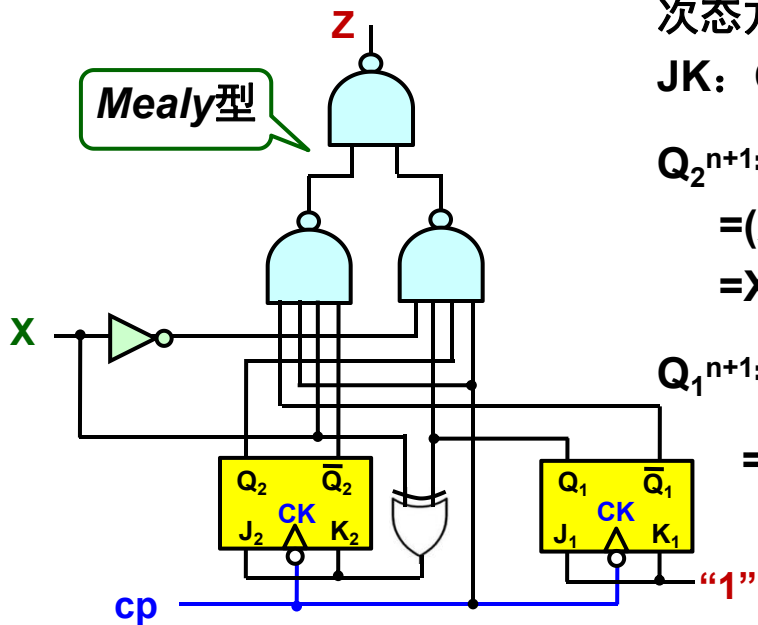 Z
次态方
JK： Q
Mealy型
Q₂ⁿ⁺¹=
=(
=X
X
Q₁ⁿ⁺¹=
=
Q₂ Q̅₂
CK
J₂ K₂
Q₁ Q̅₁
CK
J₁ K₁
“1”
cp